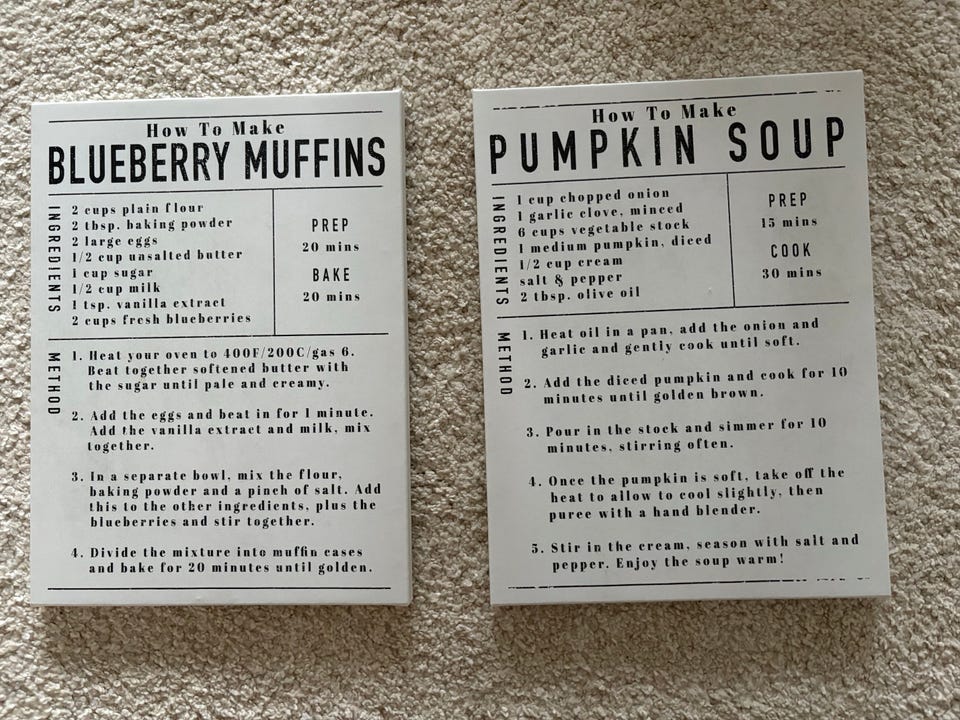 How To Make
BLUEBERRY MUFFINS
INGREDIENTS
2 cups plain flour
2 tbsp. baking powder
2 large eggs
1/2 cup unsalted butter
1 cup sugar
1/2 cup milk
1 tsp. vanilla extract
2 cups fresh blueberries
PREP
20 mins
BAKE
20 mins
METHOD
1. Heat your oven to 400F/200C/gas 6.
Beat together softened butter with
the sugar until pale and creamy.
2. Add the eggs and beat in for 1 minute.
Add the vanilla extract and milk, mix
together.
3. In a separate bowl, mix the flour,
baking powder and a pinch of salt. Add
this to the other ingredients, plus the
blueberries and stir together.
4. Divide the mixture into muffin cases
and bake for 20 minutes until golden.
How To Make
PUMPKIN SOUP
INGREDIENTS
1 cup chopped onion
1 garlic clove, minced
6 cups vegetable stock
1 medium pumpkin, diced
1/2 cup cream
salt & pepper
2 tbsp. olive oil
PREP
15 mins
COOK
30 mins
METHOD
1. Heat oil in a pan, add the onion and
garlic and gently cook until soft.
2. Add the diced pumpkin and cook for 10
minutes until golden brown.
3. Pour in the stock and simmer for 10
minutes, stirring often.
4. Once the pumpkin is soft, take off the
heat to allow to cool slightly, then
puree with a hand blender.
5. Stir in the cream, season with salt and
pepper. Enjoy the soup warm!